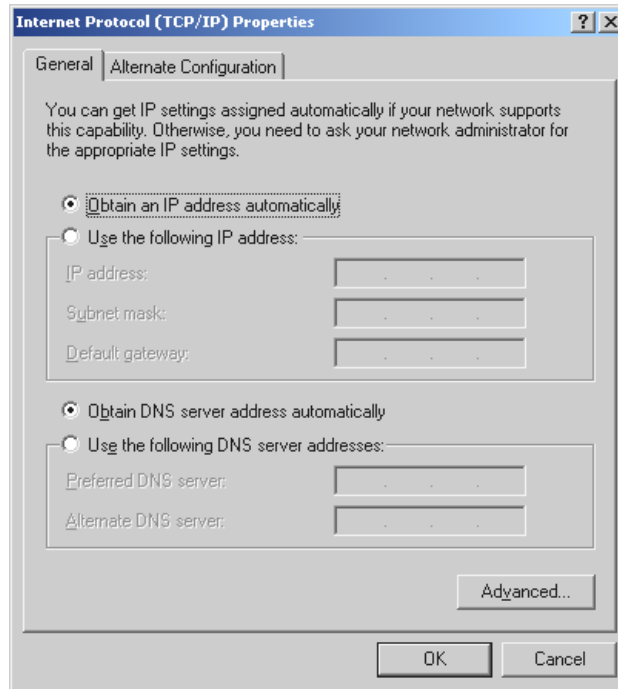 Internet Protocol (TCP/IP) Properties
General
Alternate Configuration
You can get IP settings assigned automatically if your network supports
this capability. Otherwise, you need to ask your network administrator for
the appropriate IP settings.
Obtain an IP address automatically
Use the following IP address:
IP address:
Subnet mask:
Default gateway:
Obtain DNS server address automatically
Use the following DNS server addresses:
Preferred DNS server:
Alternate DNS server:
Advanced...
OK
Cancel